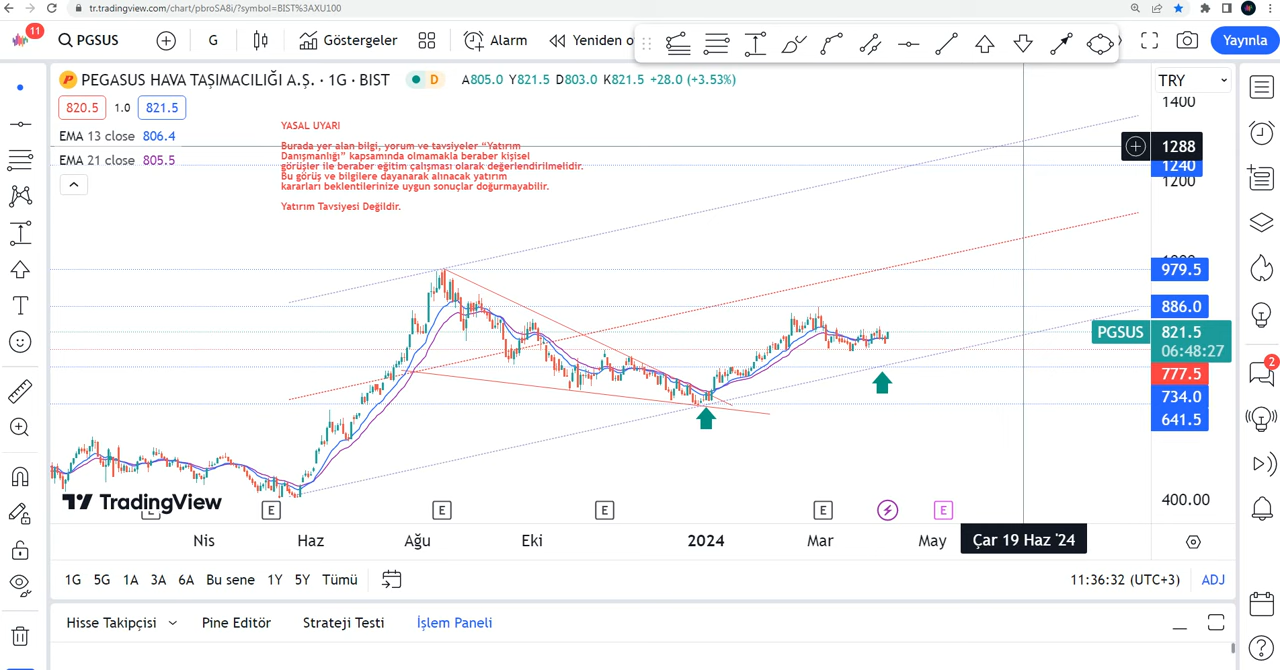 tr.tradingview.com/chart/pbroSA8i/?symbol=BIST%3AXU100
11
PGSUS
G
Göstergeler
Alarm
Yeniden o
Yayınla
P
PEGASUS HAVA TAŞIMACILIĞI A.Ş. · 1G · BIST
D
A805.0 Y821.5 D803.0 K821.5 +28.0 (+3.53%)
TRY
820.5
1.0
821.5
EMA 13 close 806.4
EMA 21 close 805.5
YASAL UYARI
Burada yer alan bilgi, yorum ve tavsiyeler “Yatırım
Danışmanlığı” kapsamında olmamakla beraber kişisel
görüşler ile beraber eğitim çalışması olarak değerlendirilmelidir.
Bu görüş ve bilgilere dayanarak alınacak yatırım
kararları beklentilerinize uygun sonuçlar doğurmayabilir.
Yatırım Tavsiyesi Değildir.
1400
1288
1240
1200
979.5
886.0
PGSUS
821.5
06:48:27
777.5
734.0
641.5
400.00
2
TradingView
E
E
E
E
E
E
Nis
Haz
Ağu
Eki
2024
Mar
May
Çar 19 Haz '24
1G
5G
1A
3A
6A
Bu sene
1Y
5Y
Tümü
11:36:32 (UTC+3)
ADJ
Hisse Takipçisi
Pine Editör
Strateji Testi
İşlem Paneli